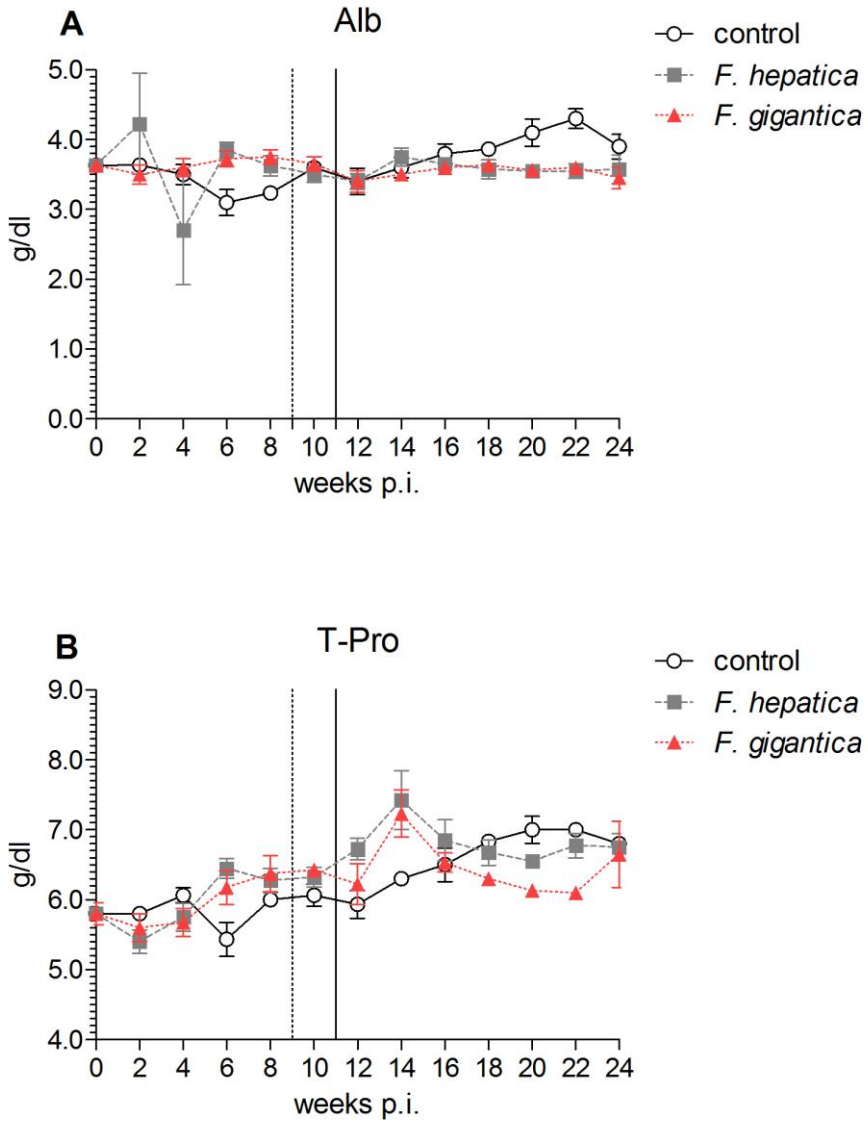 A
Alb
control
F. hepatica
F. gigantica
5.0
4.0
3.0
2.0
1.0
0.0
g/dl
0 2 4 6 8 10 12 14 16 18 20 22 24
weeks p.i.
B
T-Pro
control
F. hepatica
F. gigantica
9.0
8.0
7.0
6.0
5.0
4.0
g/dl
0 2 4 6 8 10 12 14 16 18 20 22 24
weeks p.i.